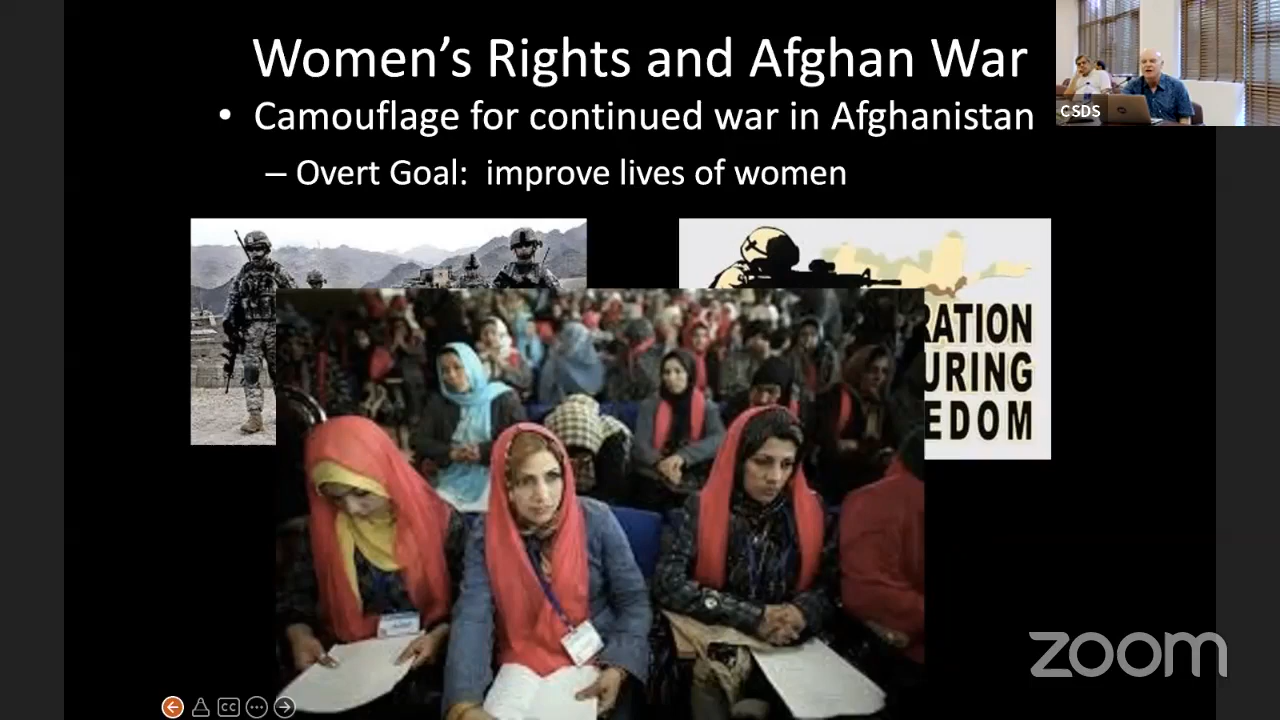 Women's Rights and Afghan War
• Camouflage for continued war in Afghanistan
– Overt Goal: improve lives of women
CSDS
RATION
URING
EDOM
zoom
CC